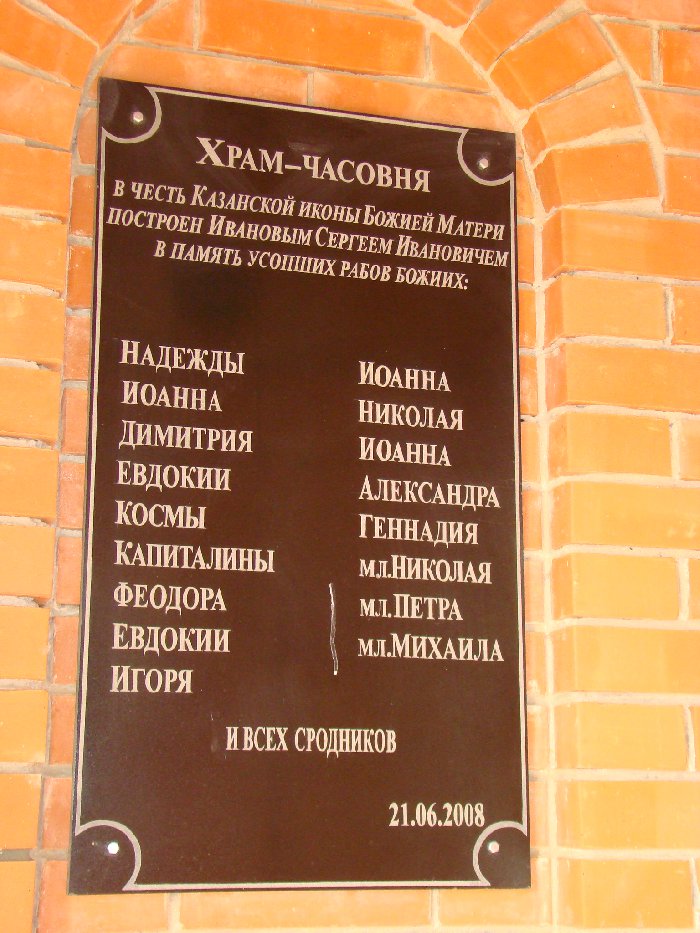 Храм-часовня
в честь Казанской иконы Божией Матери
построен Ивановым Сергеем Ивановичем
в память усопших рабов божиих:
НАДЕЖДЫ
ИОАННА
ДИМИТРИЯ
ЕВДОКИИ
КОСМЫ
КАПИТАЛИНЫ
ФЕОДОРА
ЕВДОКИИ
ИГОРЯ
ИОАННА
НИКОЛАЯ
ИОАННА
АЛЕКСАНДРА
ГЕННАДИЯ
мл.НИКОЛАЯ
мл.ПЕТРА
мл.МИХАИЛА
И ВСЕХ СРОДНИКОВ
21.06.2008